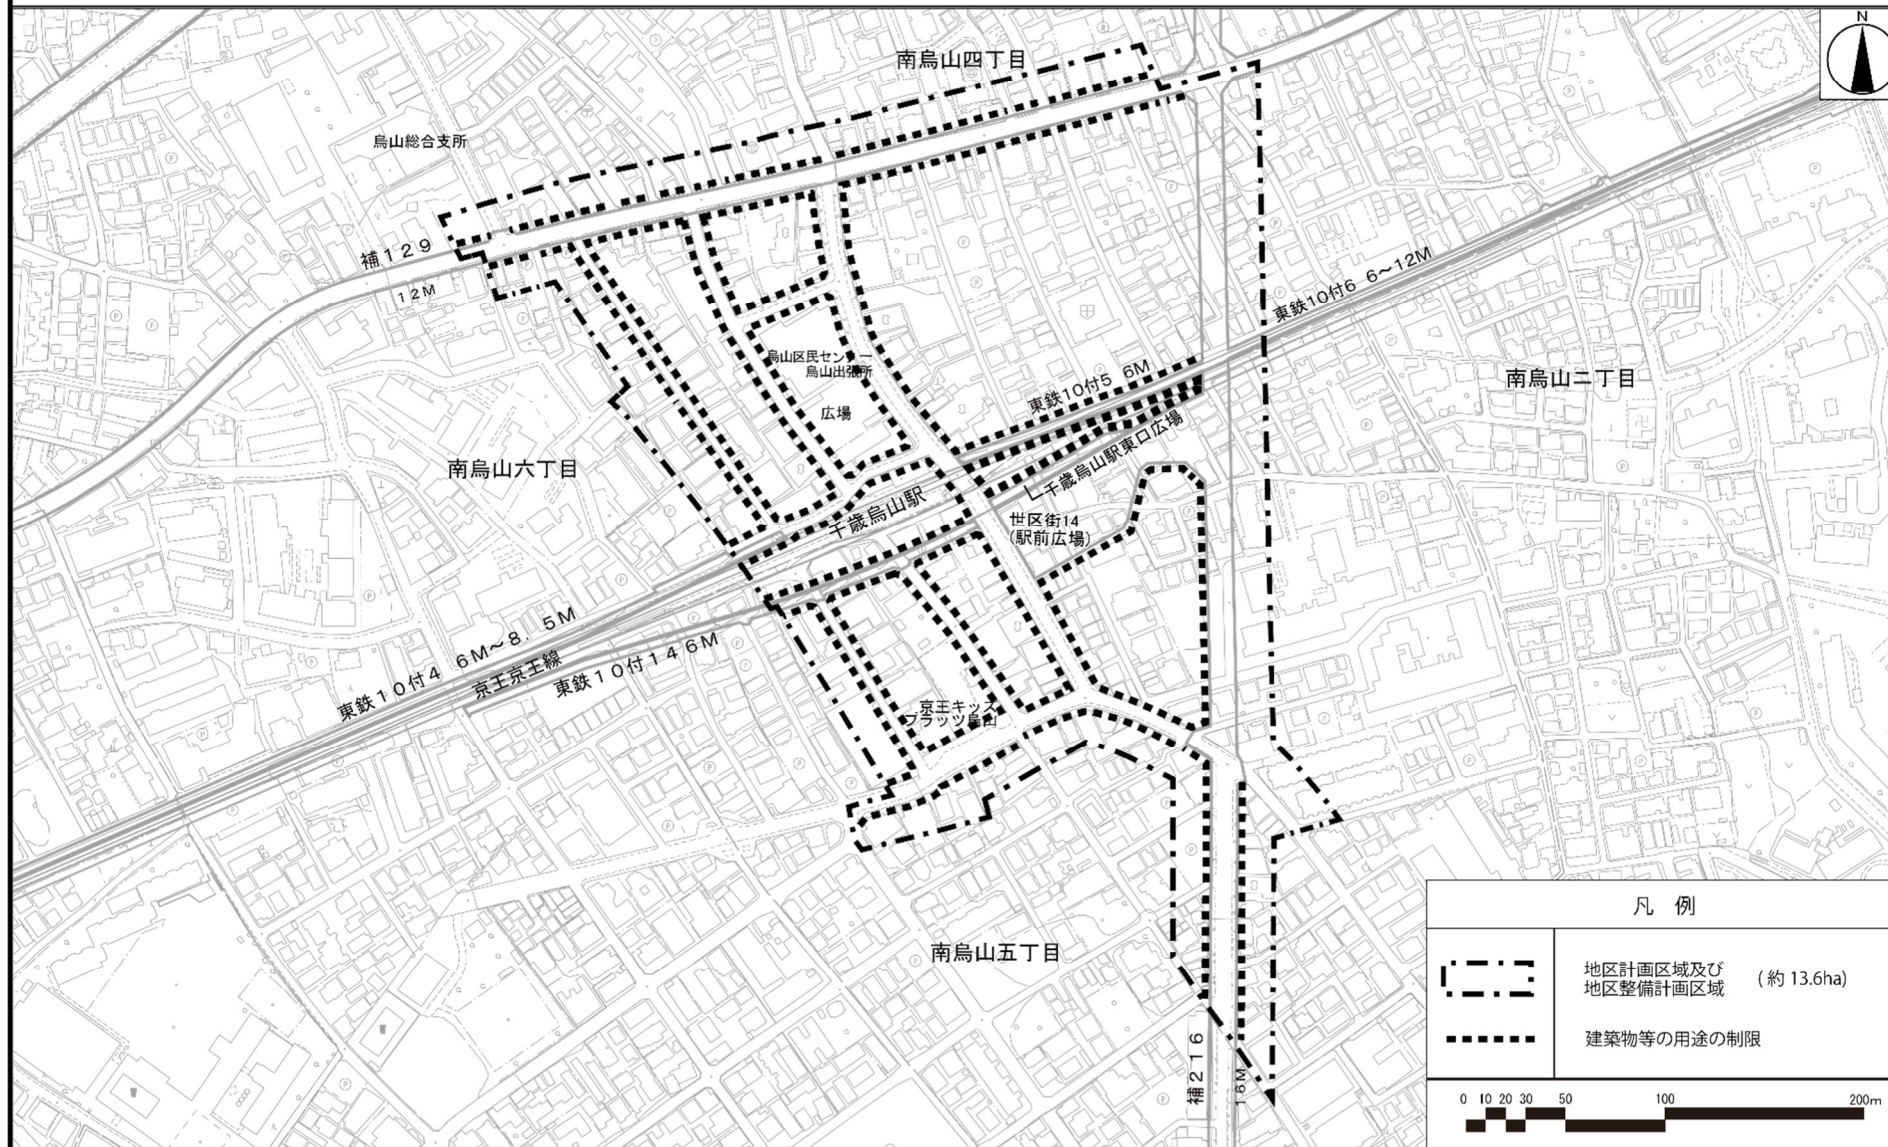 N
南烏山四丁目
烏山総合支所
補129
12M
東鉄10付6 6～12M
烏山区民センター
烏山出張所
広場
東鉄10付5 6M
南烏山二丁目
千歳烏山駅東口広場
南烏山六丁目
千歳烏山駅
世区街14
(駅前広場)
東鉄10付4 6M～8.5M
京王京王線
東鉄10付14 6M
京王キッズ
プラッツ烏山
南烏山五丁目
補216
16M
凡 例
地区計画区域及び
地区整備計画区域 (約 13.6ha)
建築物等の用途の制限
0 10 20 30 50 100 200m